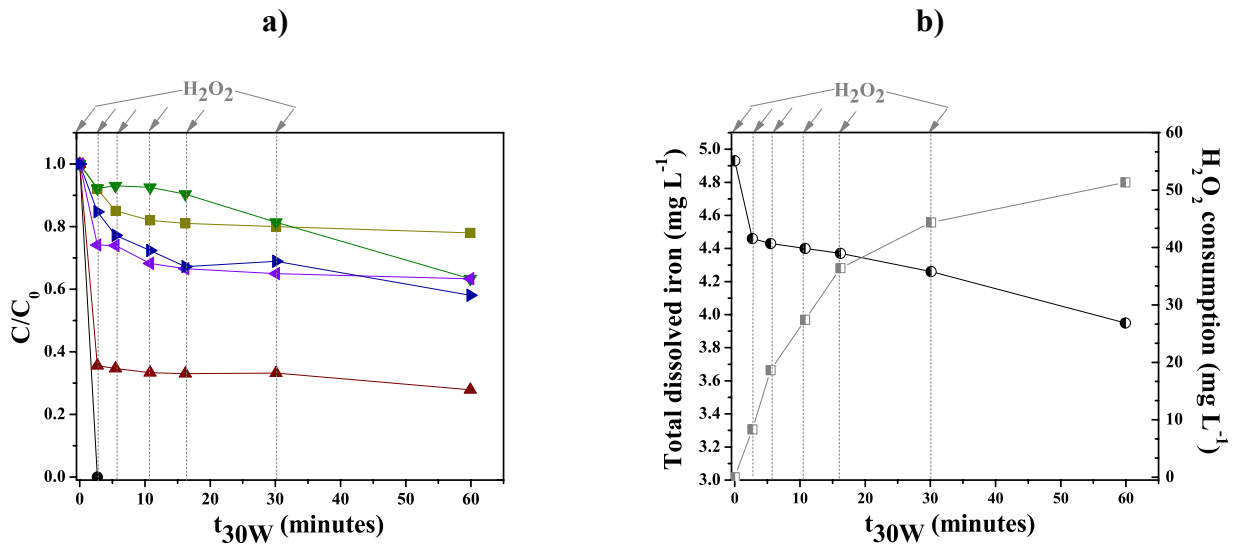 a)
H₂O₂
1.0
0.8
0.6
0.4
0.2
0.0
C/C₀
0 10 20 30 40 50 60
t30W (minutes)
b)
H₂O₂
5.0
4.8
4.6
4.4
4.2
4.0
3.8
3.6
3.4
3.2
3.0
Total dissolved iron (mg L⁻¹)
60
50
40
30
20
10
0
H₂O₂ consumption (mg L⁻¹)
0 10 20 30 40 50 60
t30W (minutes)